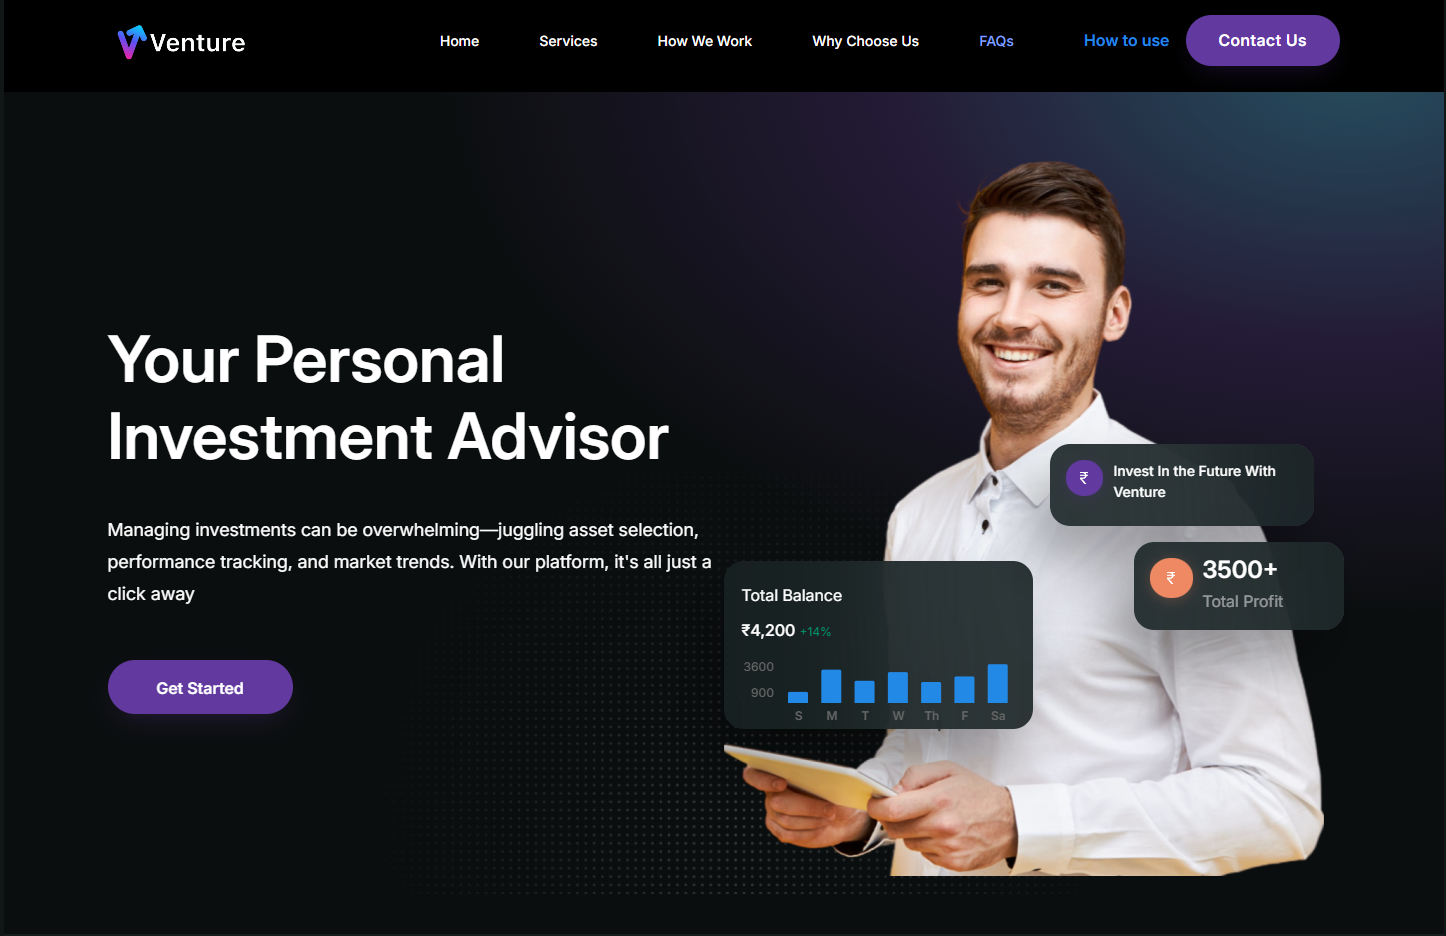 Venture
Home
Services
How We Work
Why Choose Us
FAQs
How to use
Contact Us
Your Personal
Investment Advisor
Managing investments can be overwhelming—juggling asset selection,
performance tracking, and market trends. With our platform, it's all just a
click away
Get Started
₹
Invest In the Future With
Venture
₹
3500+
Total Profit
Total Balance
₹4,200 +14%
3600
900
S M T W Th F Sa